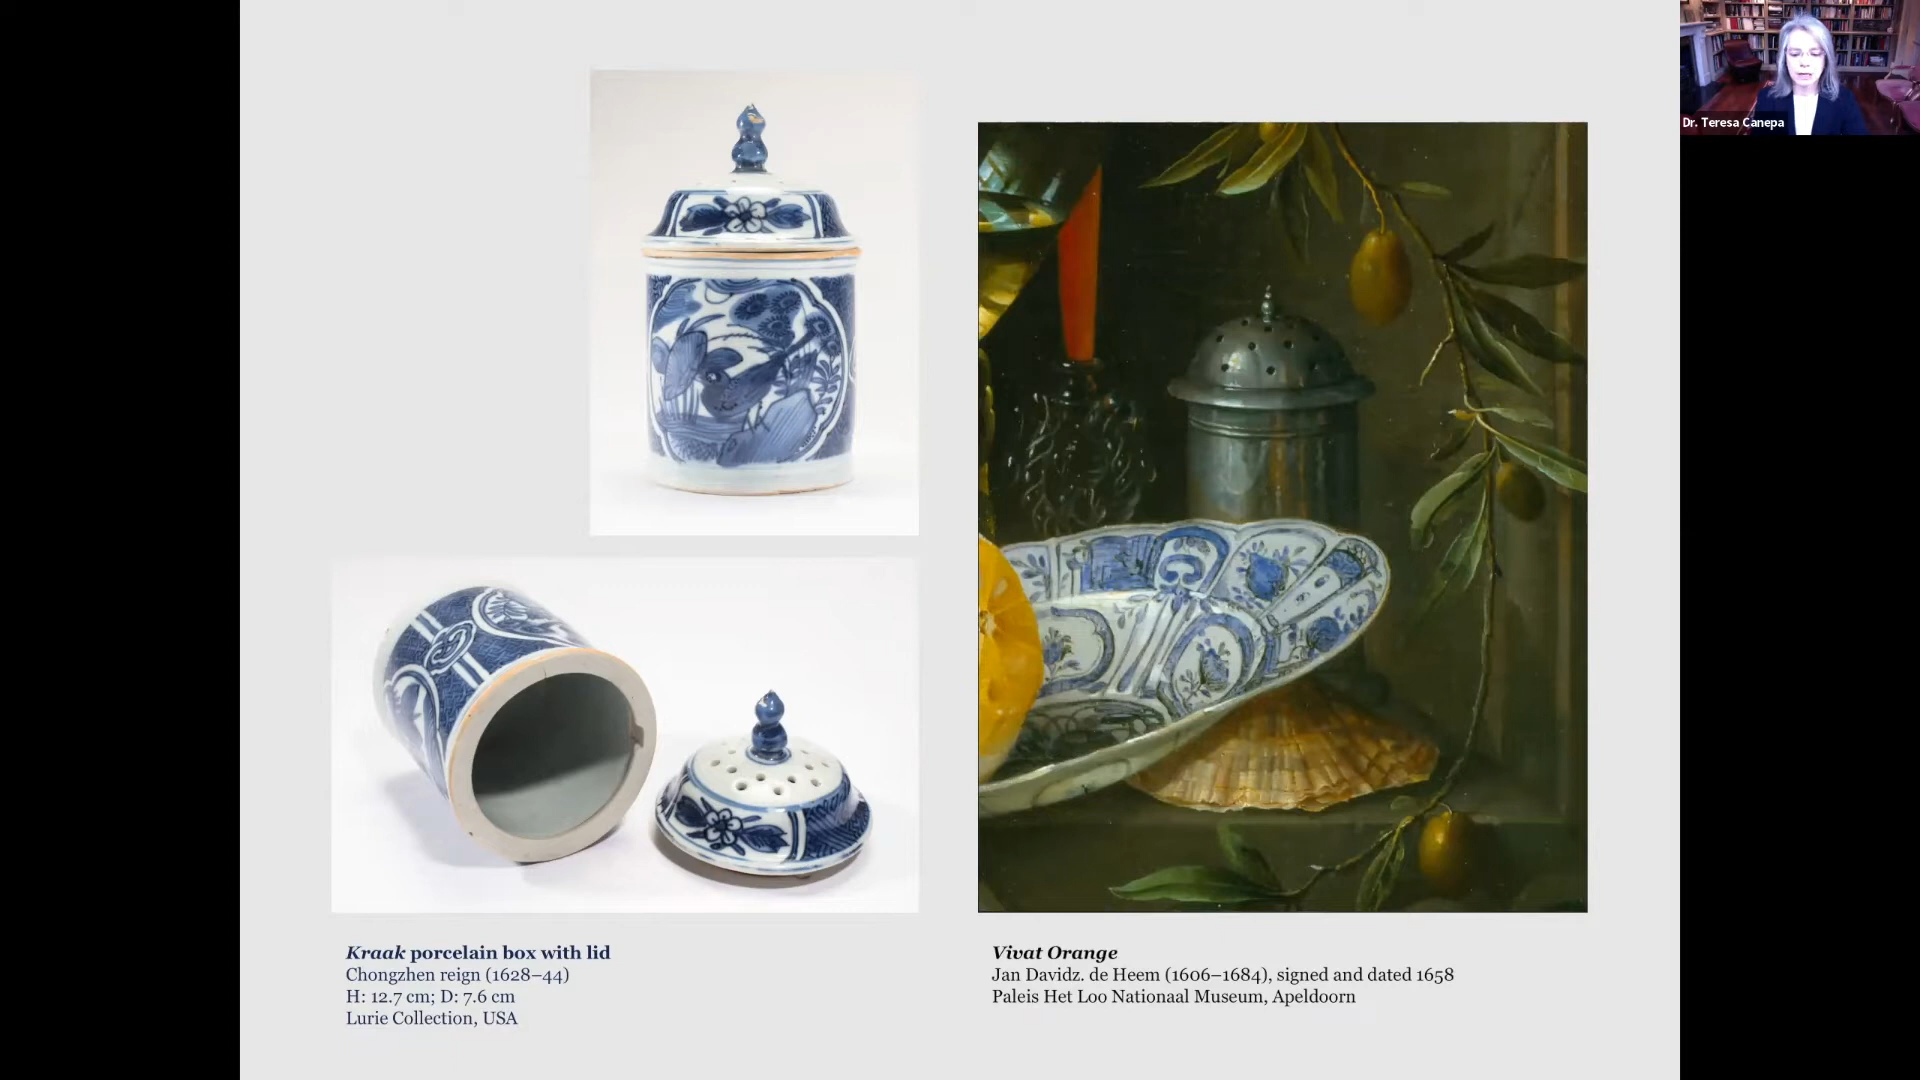 Dr. Teresa Canepa
Kraak porcelain box with lid
Chongzhen reign (1628–44)
H: 12.7 cm; D: 7.6 cm
Lurie Collection, USA
Vivat Orange
Jan Davidz. de Heem (1606–1684), signed and dated 1658
Paleis Het Loo Nationaal Museum, Apeldoorn